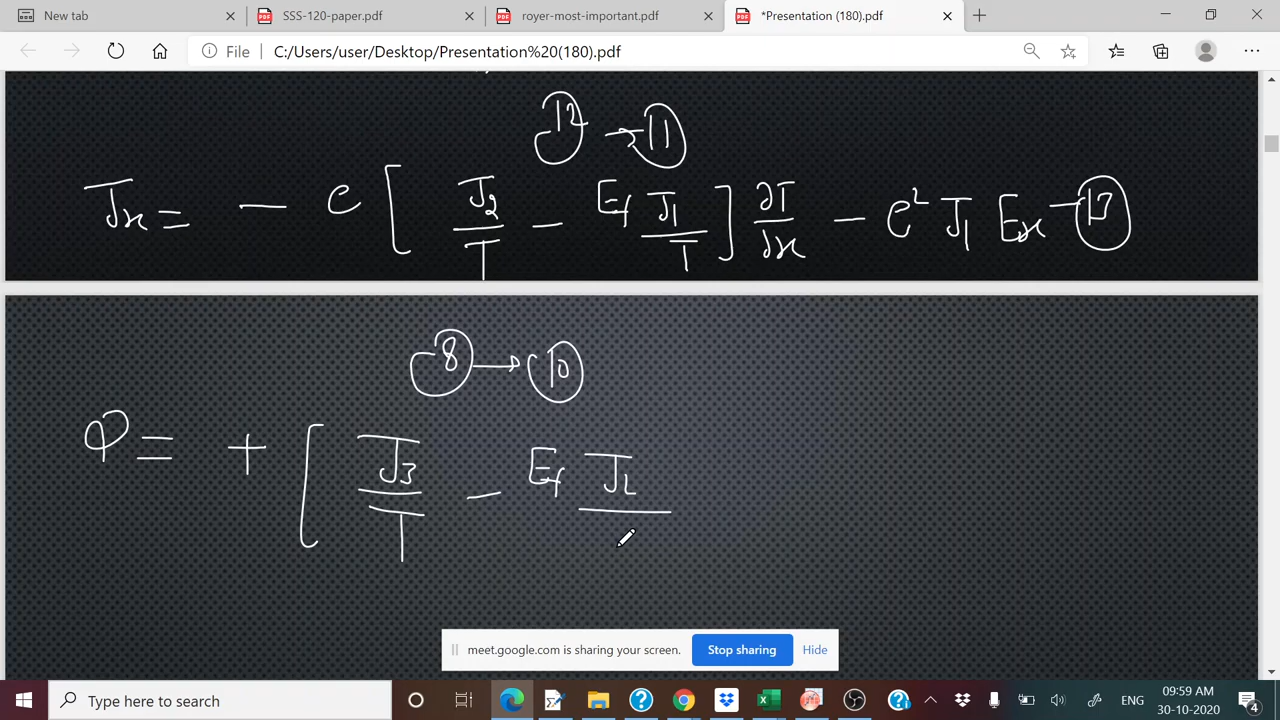 New tab SSS-120-paper.pdf royer-most-important.pdf *Presentation (180).pdf
File C:/Users/user/Desktop/Presentation%20(180).pdf
12 → 11
Jx = - e [ J2/T - Ef J1/T ] ∂T/∂x - e² J1 Ex - 13
8 → 10
φ = + [ J3/T - Ef J2
meet.google.com is sharing your screen. Stop sharing Hide
Type here to search ENG 09:59 AM 30-10-2020 4